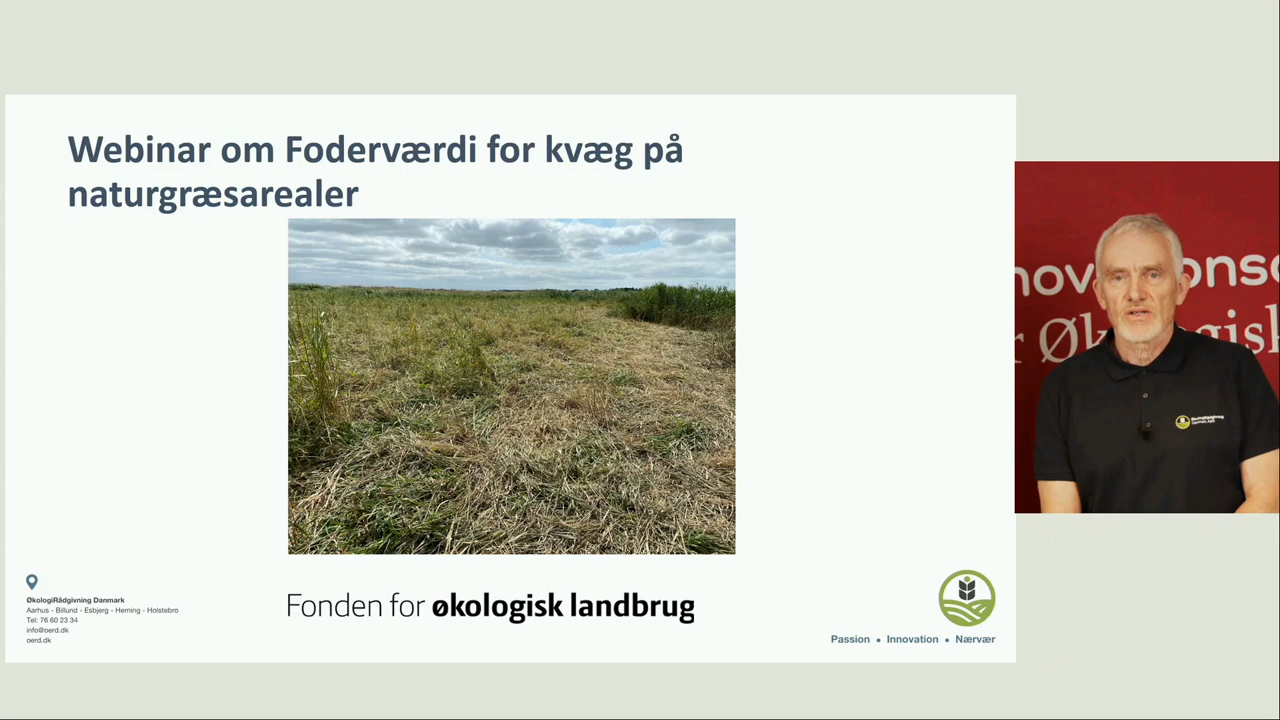 Webinar om Foderværdi for kvæg på
naturgræsarealer
ØkologiRådgivning Danmark
Aarhus - Billund - Esbjerg - Herning - Holstebro
Tel: 76 60 23 34
info@oerd.dk
oerd.dk
Fonden for økologisk landbrug
Passion • Innovation • Nærvær